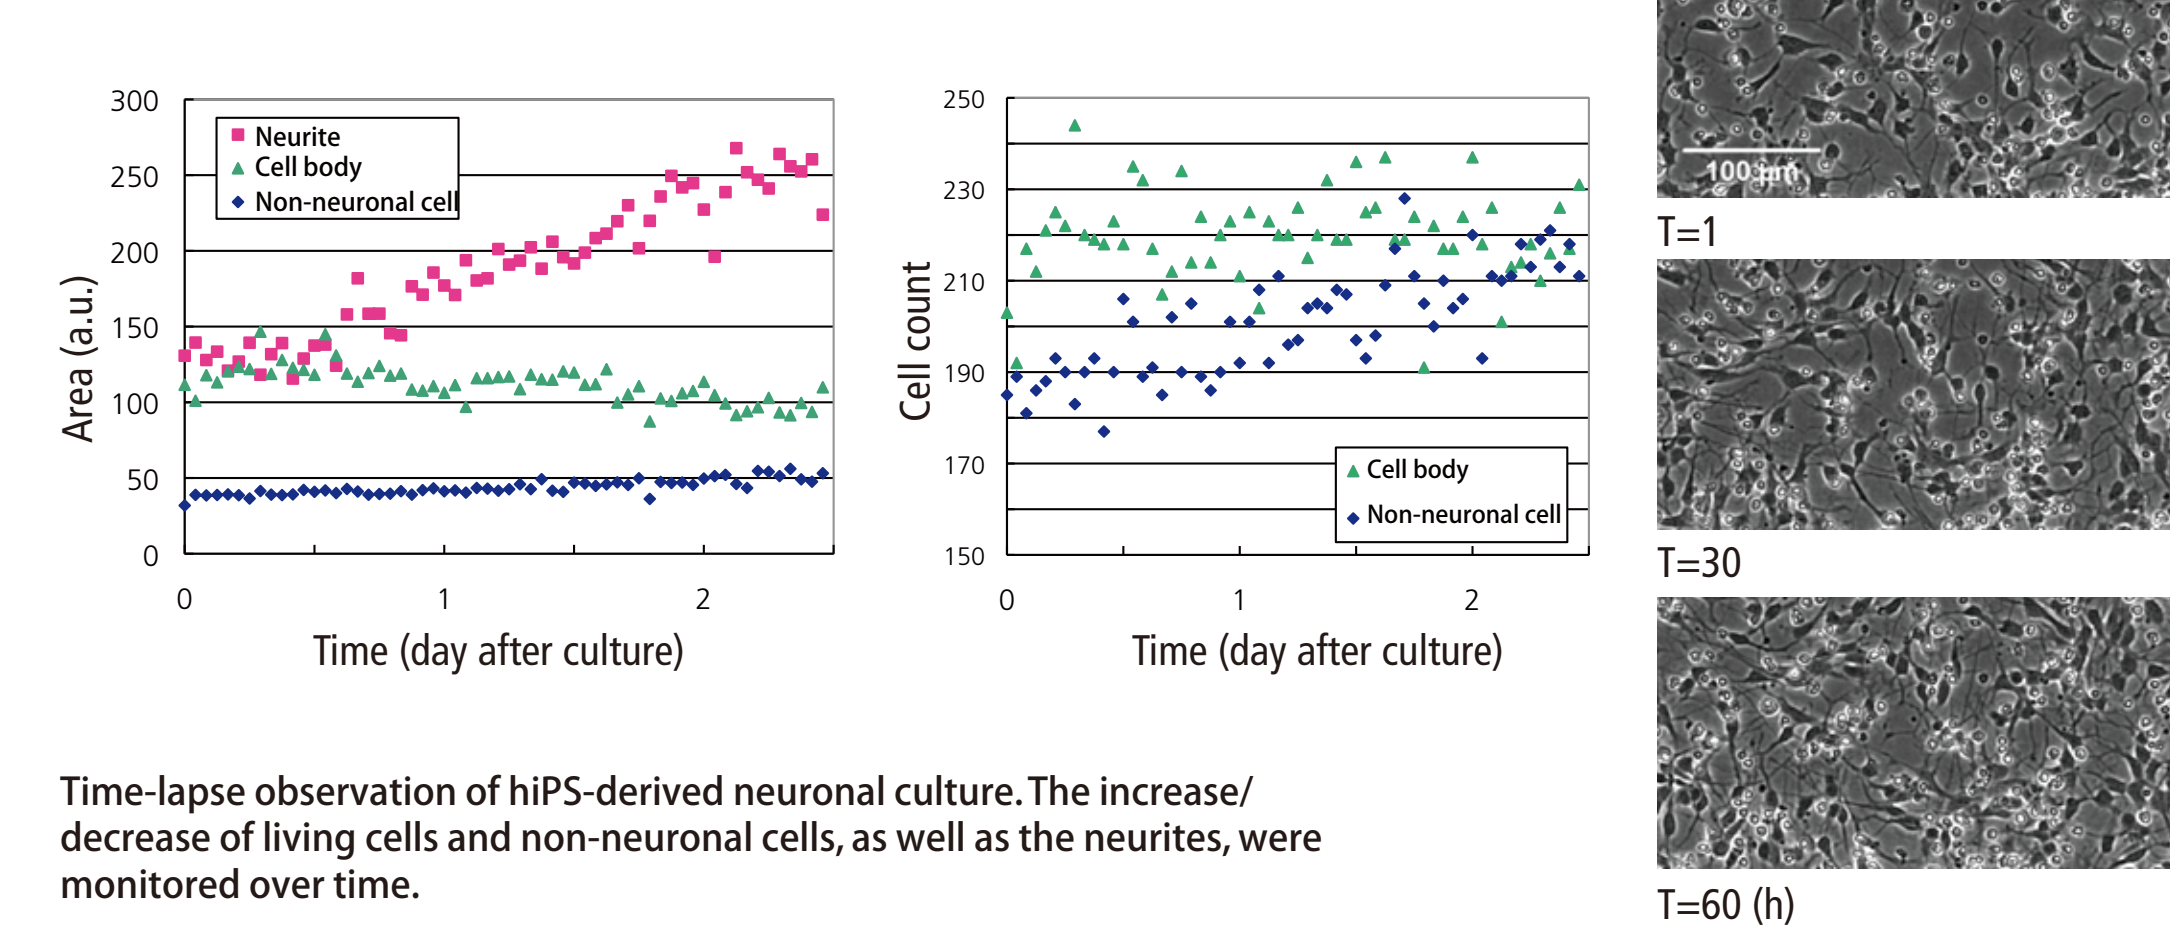 300
250
200
150
100
50
0
Area (a.u.)
Neurite
Cell body
Non-neuronal cell
0 1 2
Time (day after culture)
250
230
210
190
170
150
Cell count
Cell body
Non-neuronal cell
0 1 2
Time (day after culture)
100 µm
T=1
T=30
T=60 (h)
Time-lapse observation of hiPS-derived neuronal culture. The increase/
decrease of living cells and non-neuronal cells, as well as the neurites, were
monitored over time.